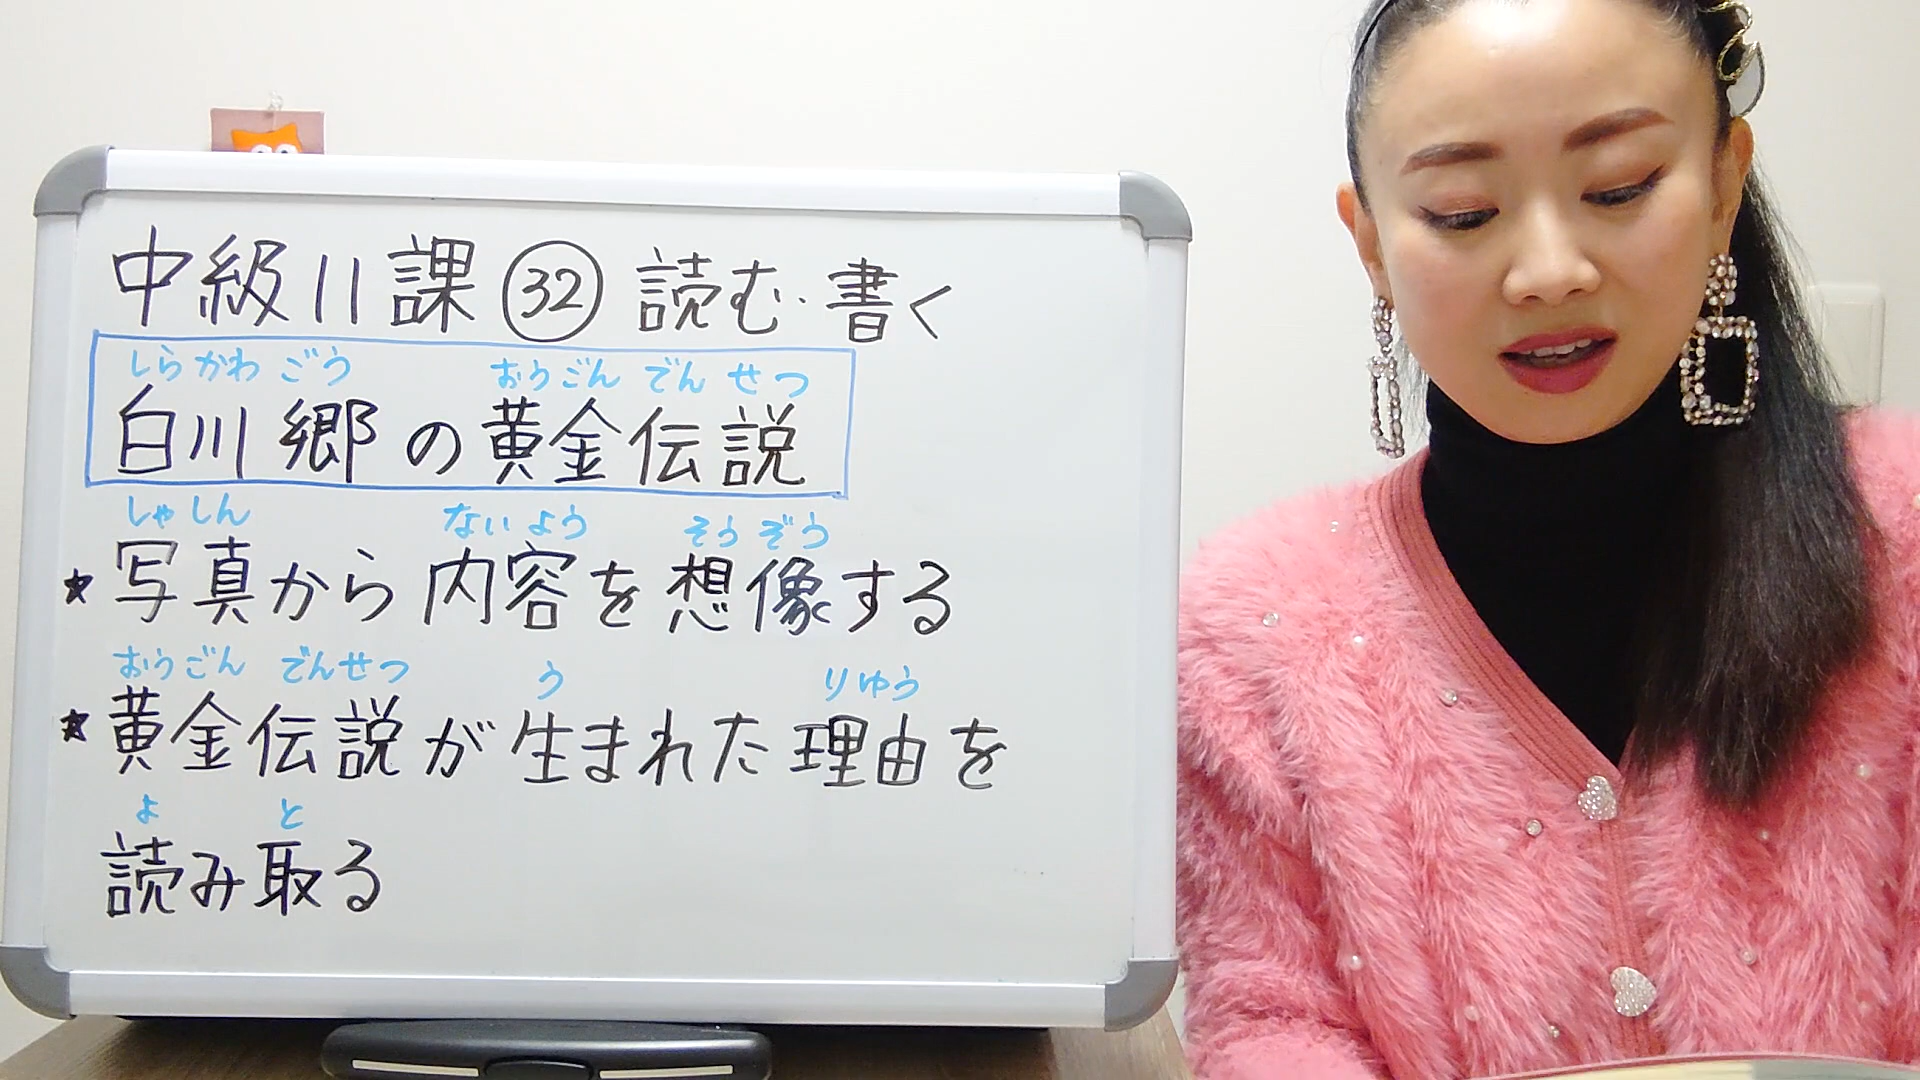 中級11課 ㉜ 読む・書く
しらかわごう おうごんでんせつ
白川郷の黄金伝説
しゃしん ないよう そうぞう
★写真から内容を想像する
おうごん でんせつ う りゆう
★黄金伝説が生まれた理由を
よ と
読み取る